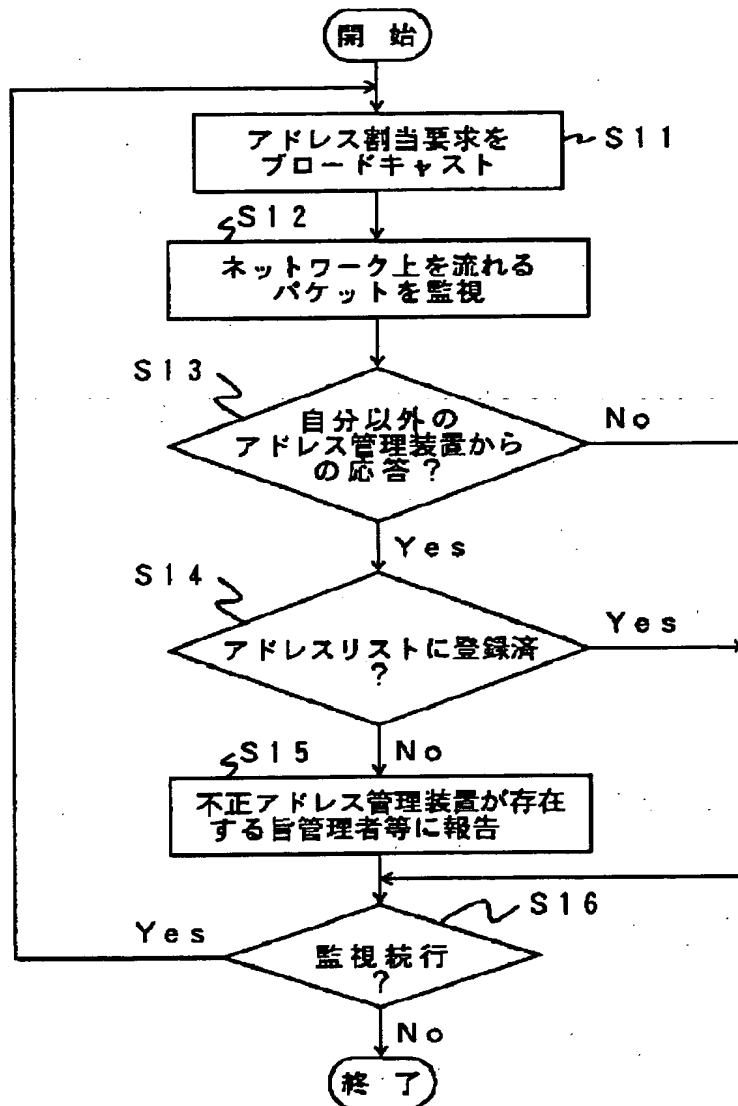 開始
アドレス割当要求を
ブロードキャスト
S11
S12
ネットワーク上を流れる
パケットを監視
S13
自分以外の
アドレス管理装置から
の応答?
No
Yes
S14
アドレスリストに登録済
?
Yes
No
S15
不正アドレス管理装置が存在
する旨管理者等に報告
S16
Yes
監視続行
?
No
終了